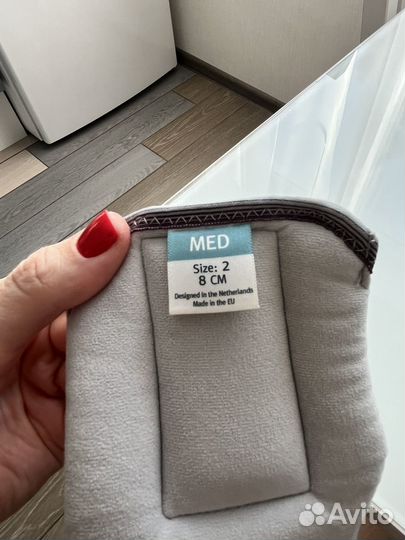 MED
Size: 2
8 CM
Designed in the Netherlands
Made in the EU
Avito